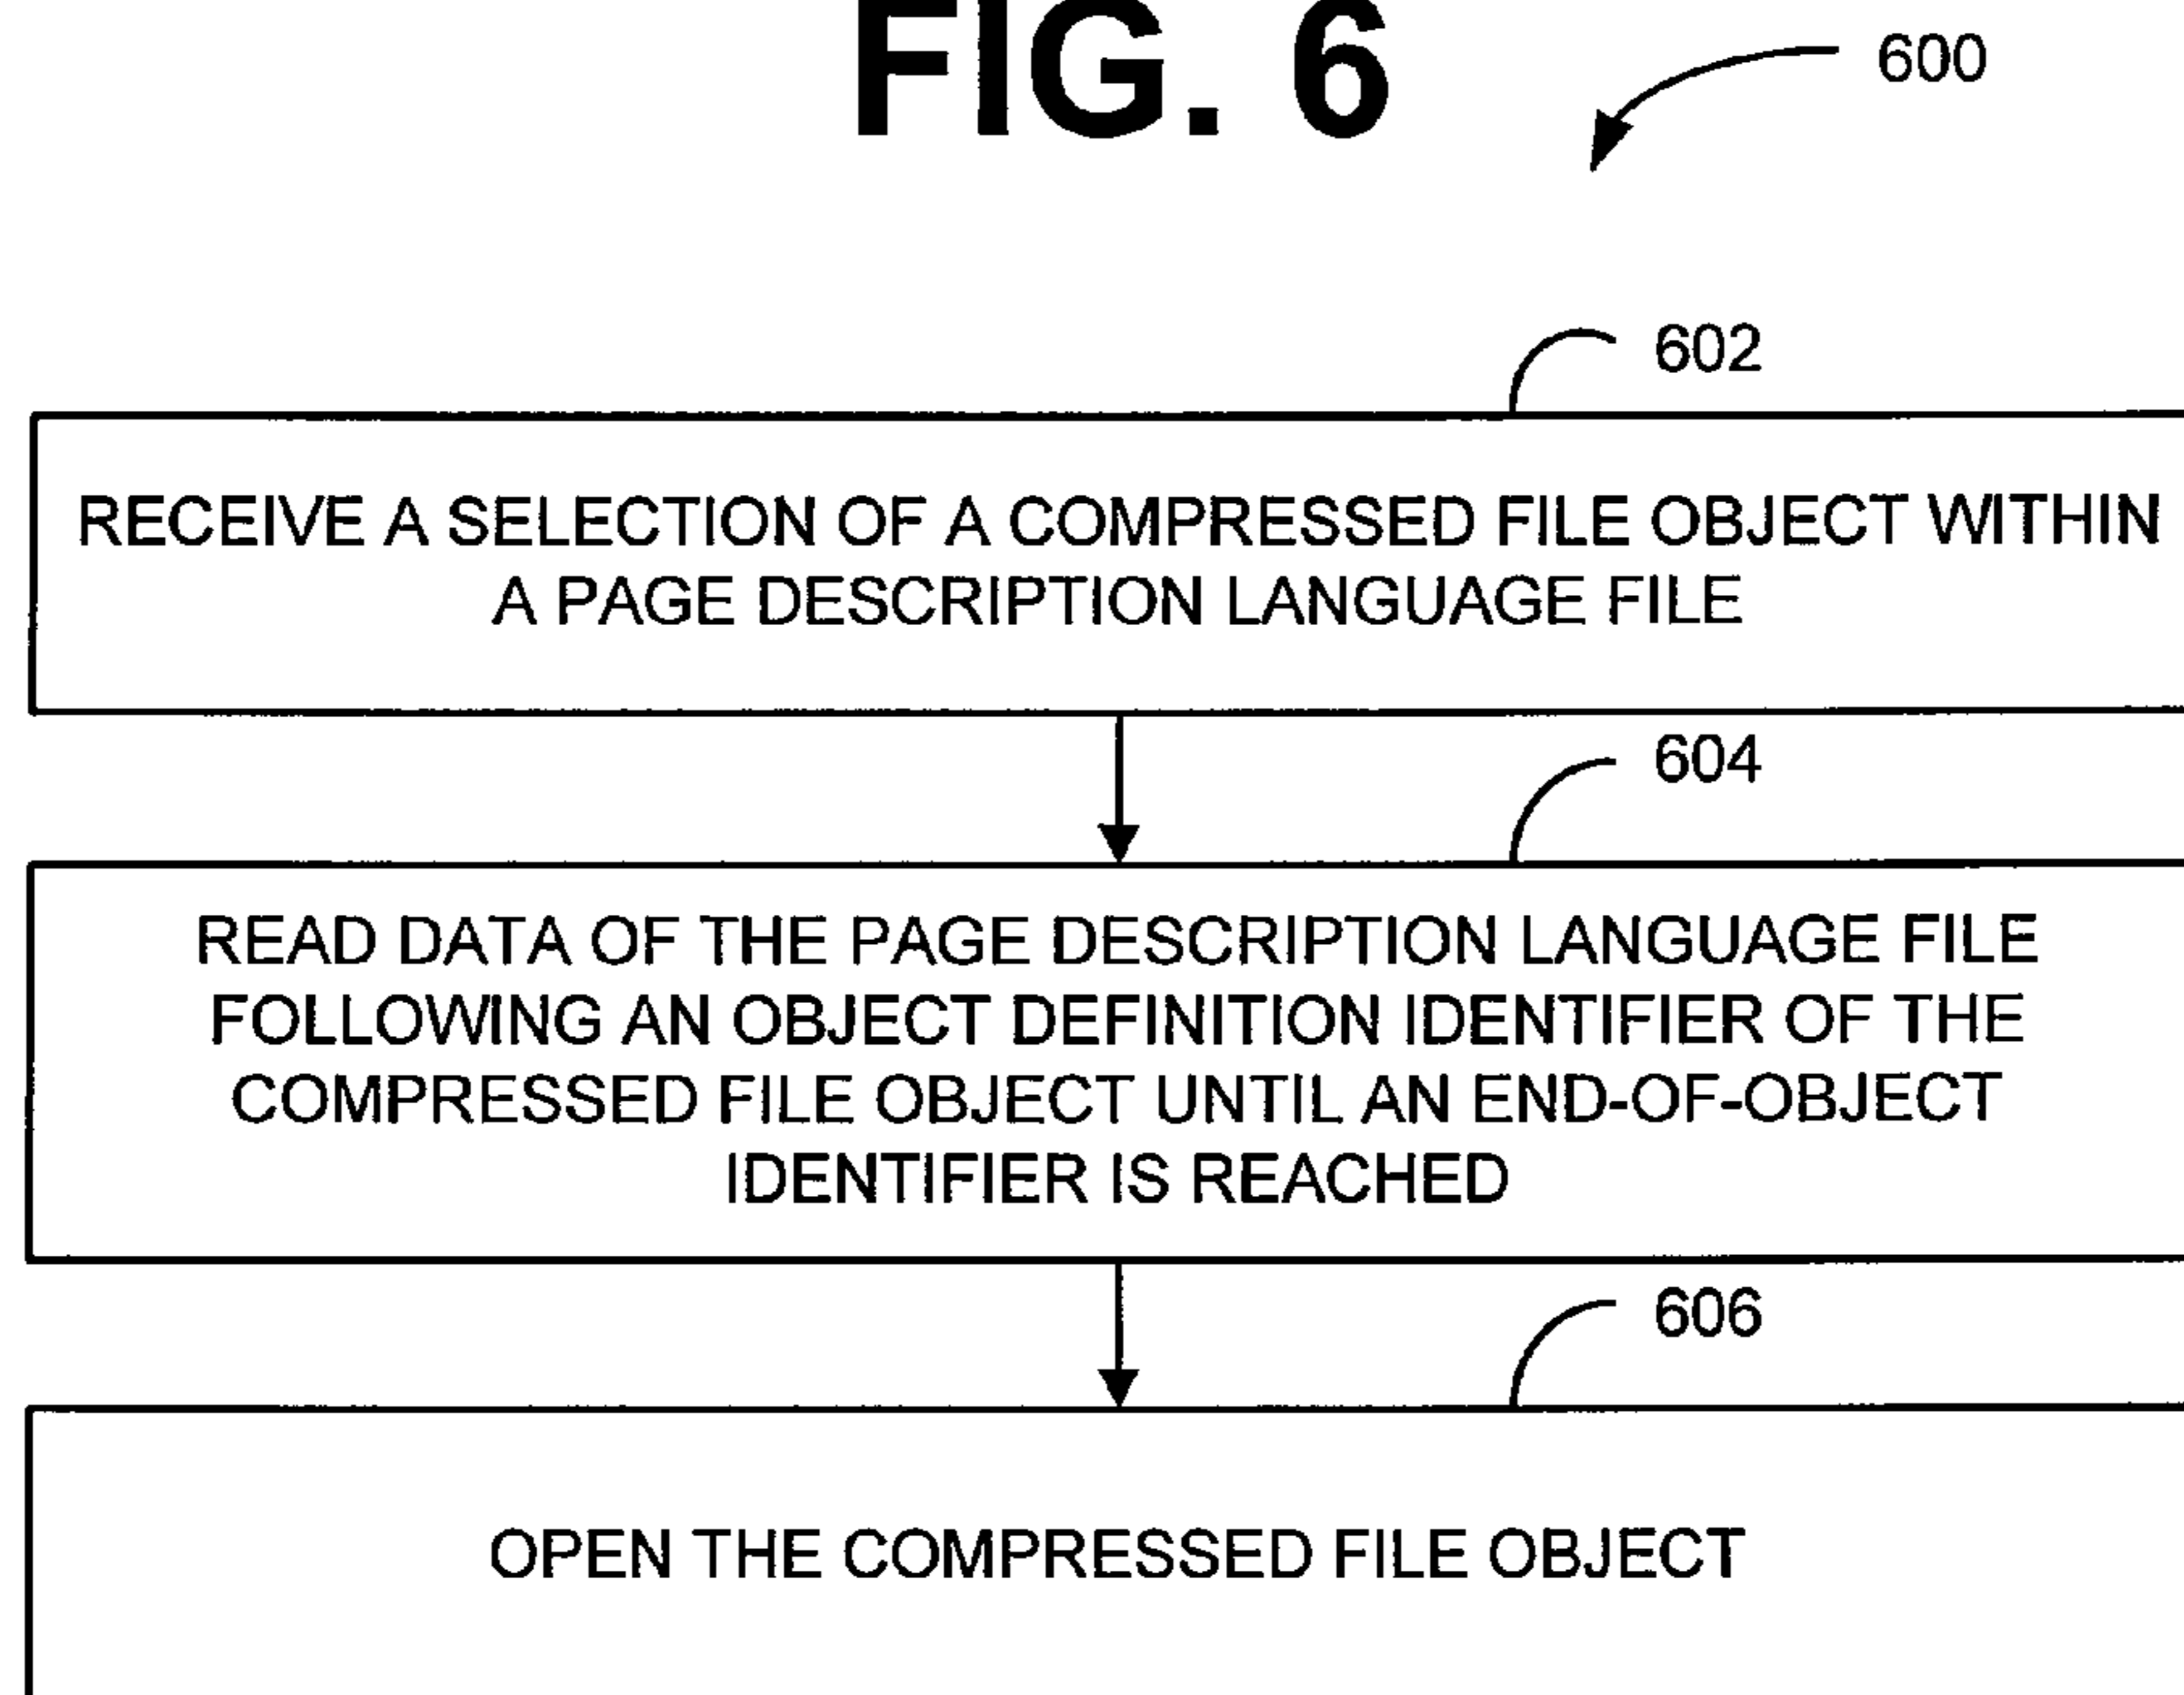 FIG. 6
600
602
RECEIVE A SELECTION OF A COMPRESSED FILE OBJECT WITHIN
A PAGE DESCRIPTION LANGUAGE FILE
604
READ DATA OF THE PAGE DESCRIPTION LANGUAGE FILE
FOLLOWING AN OBJECT DEFINITION IDENTIFIER OF THE
COMPRESSED FILE OBJECT UNTIL AN END-OF-OBJECT
IDENTIFIER IS REACHED
606
OPEN THE COMPRESSED FILE OBJECT